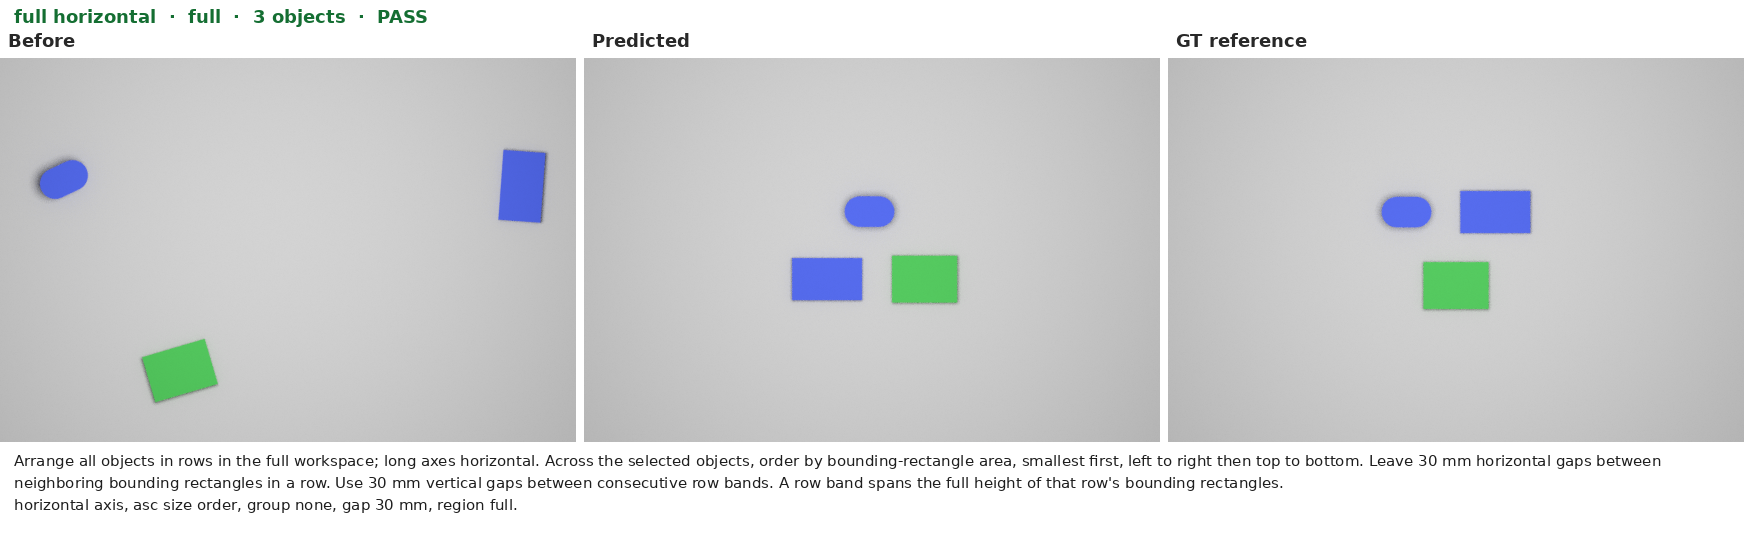 full horizontal · full · 3 objects · PASS
Before
Predicted
GT reference
Arrange all objects in rows in the full workspace; long axes horizontal. Across the selected objects, order by bounding-rectangle area, smallest first, left to right then top to bottom. Leave 30 mm horizontal gaps between
neighboring bounding rectangles in a row. Use 30 mm vertical gaps between consecutive row bands. A row band spans the full height of that row's bounding rectangles.
horizontal axis, asc size order, group none, gap 30 mm, region full.